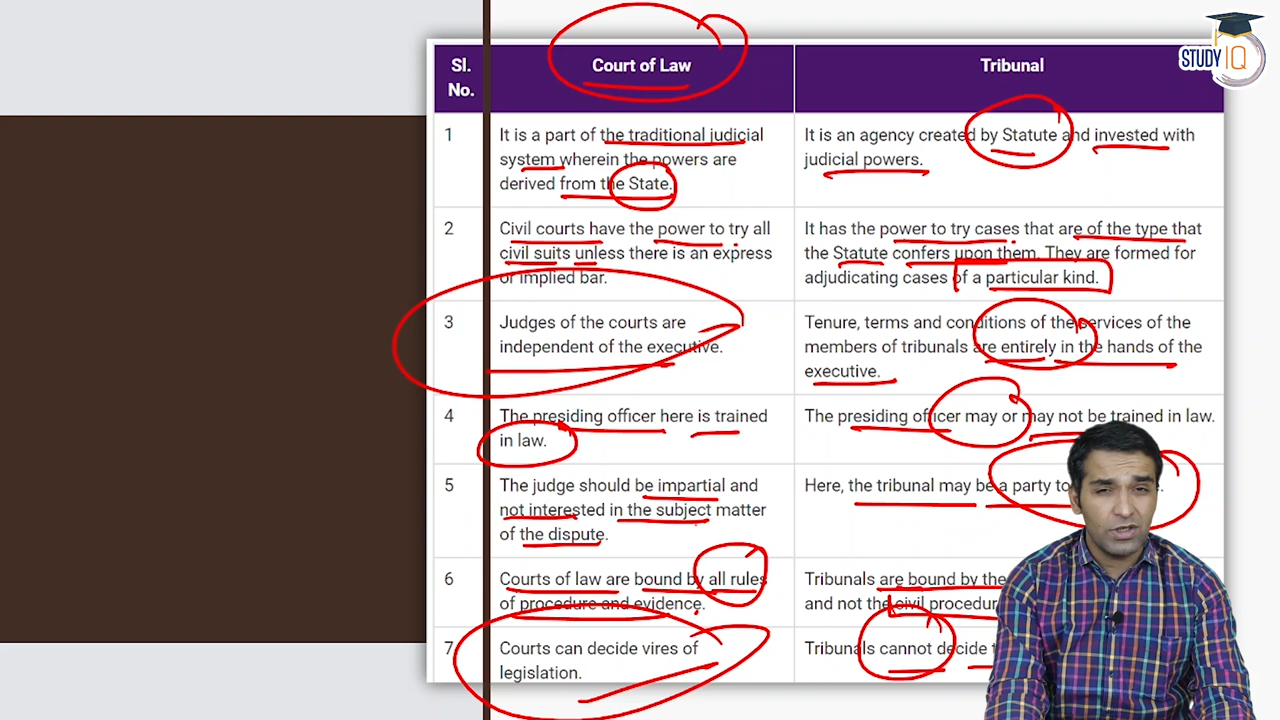 STUDY IQ
Sl.
No.
Court of Law
Tribunal
1
It is a part of the traditional judicial
system wherein the powers are
derived from the State.
It is an agency created by Statute and invested with
judicial powers.
2
Civil courts have the power to try all
civil suits unless there is an express
or implied bar.
It has the power to try cases that are of the type that
the Statute confers upon them. They are formed for
adjudicating cases of a particular kind.
3
Judges of the courts are
independent of the executive.
Tenure, terms and conditions of the services of the
members of tribunals are entirely in the hands of the
executive.
4
The presiding officer here is trained
in law.
The presiding officer may or may not be trained in law.
5
The judge should be impartial and
not interested in the subject matter
of the dispute.
Here, the tribunal may be a party to
6
Courts of law are bound by all rules
of procedure and evidence.
Tribunals are bound by the
and not the civil
7
Courts can decide vires of
legislation.
Tribunals cannot decide